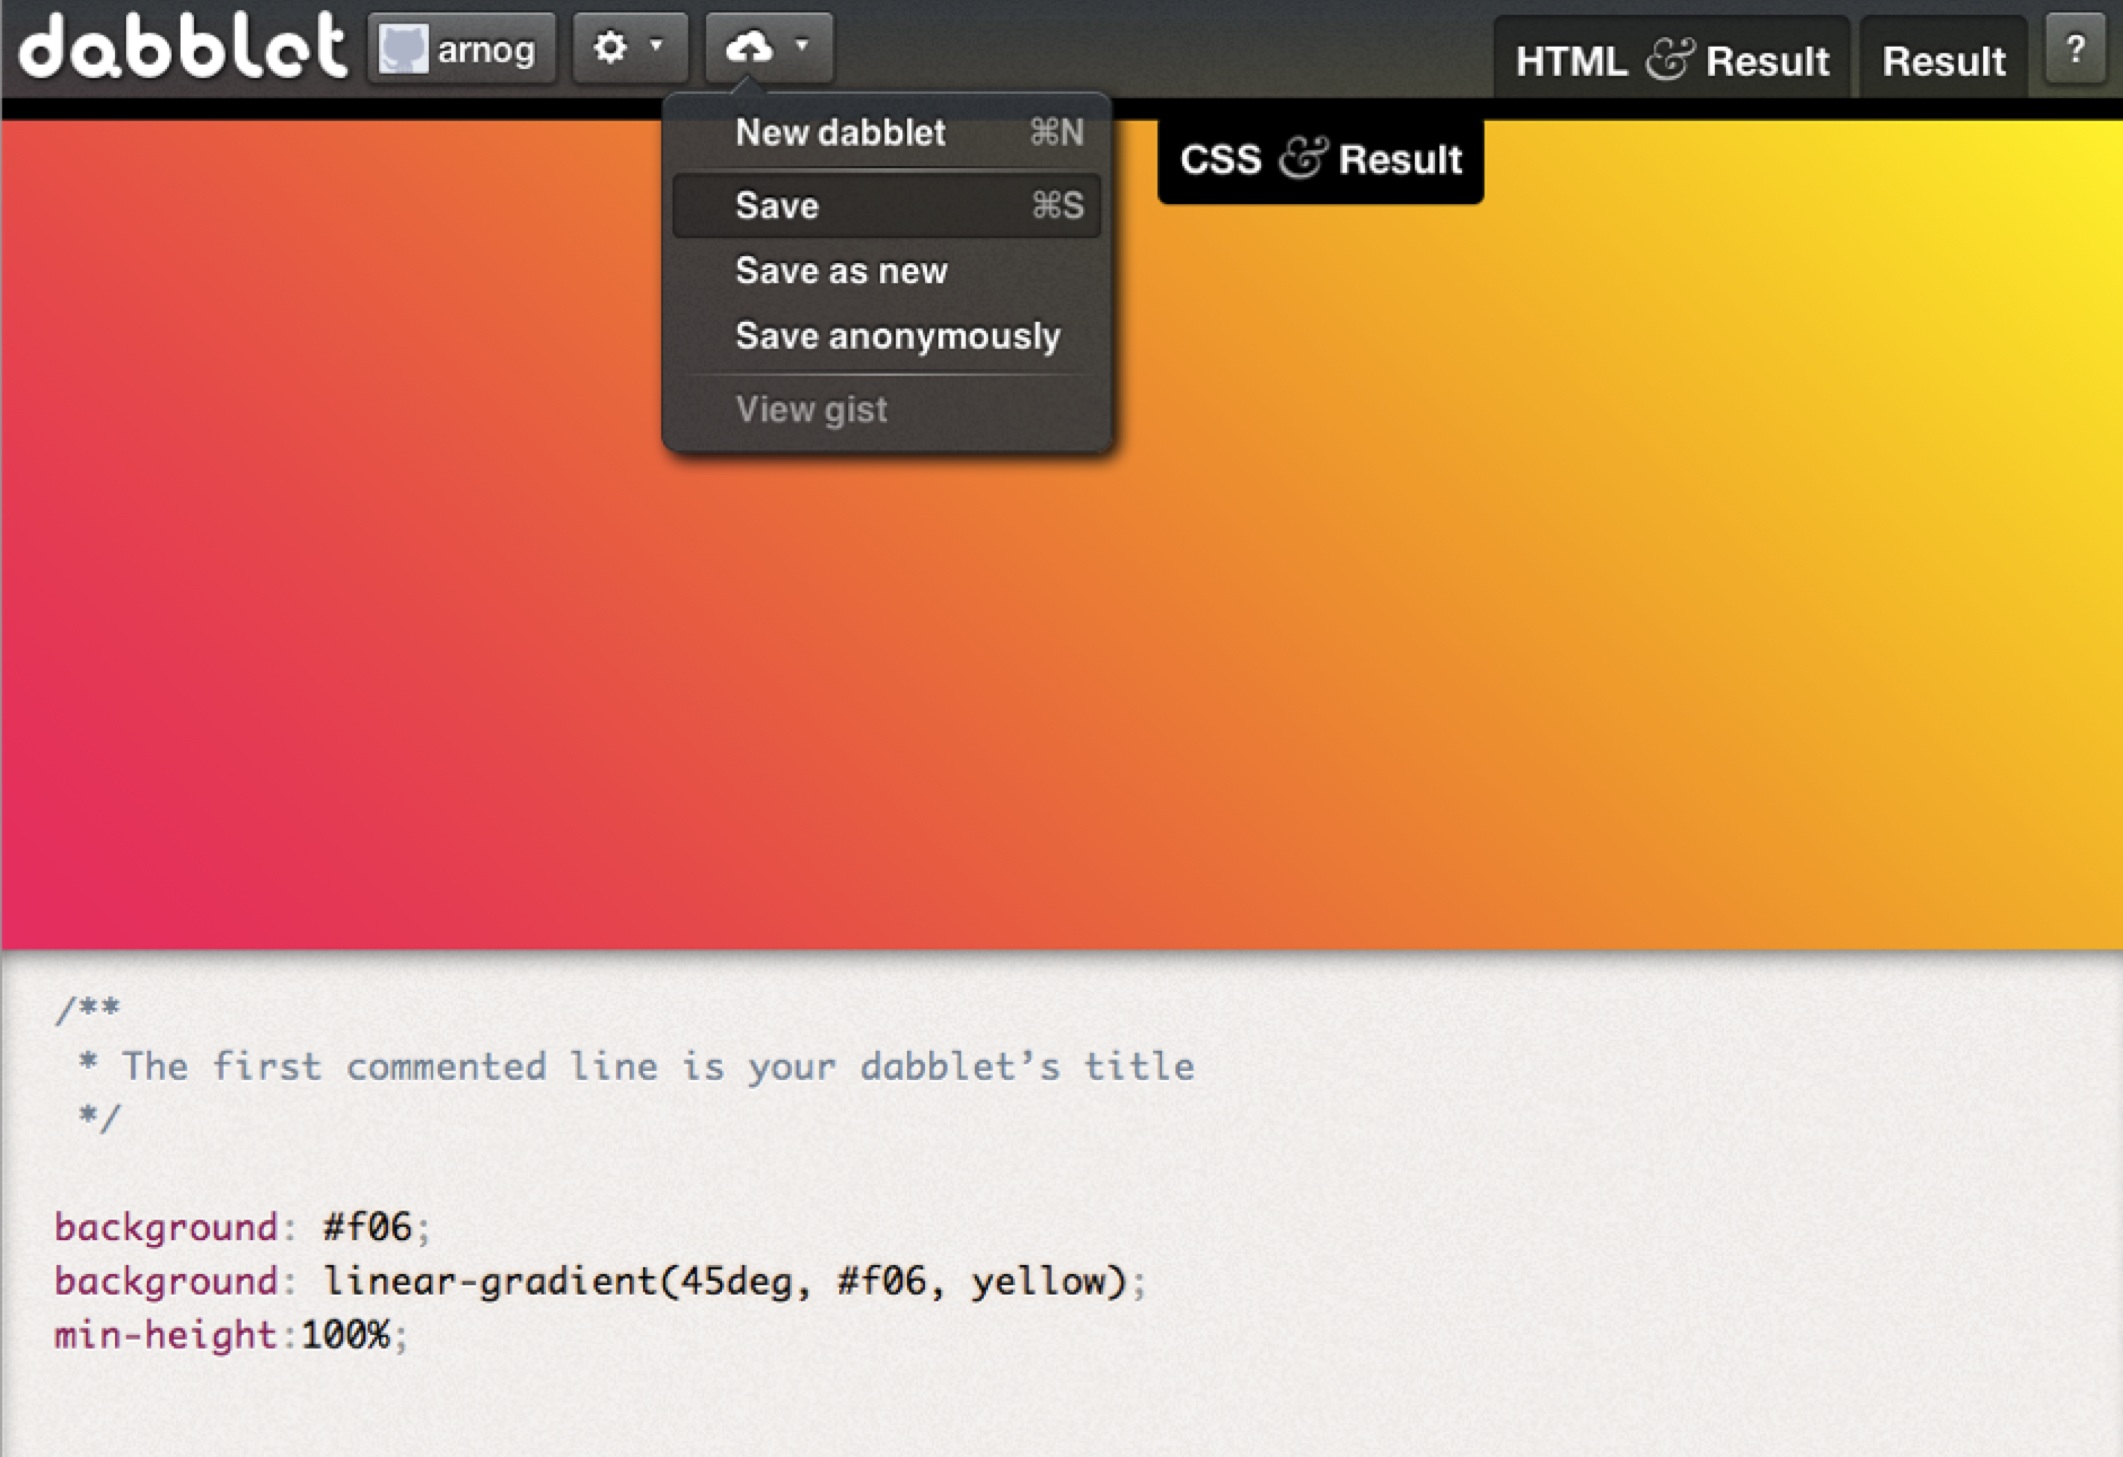 dabblet arnog HTML & Result Result ?
New dabblet ⌘N
CSS & Result
Save ⌘S
Save as new
Save anonymously
View gist
/**
 * The first commented line is your dabblet’s title
 */
background: #f06;
background: linear-gradient(45deg, #f06, yellow);
min-height:100%;